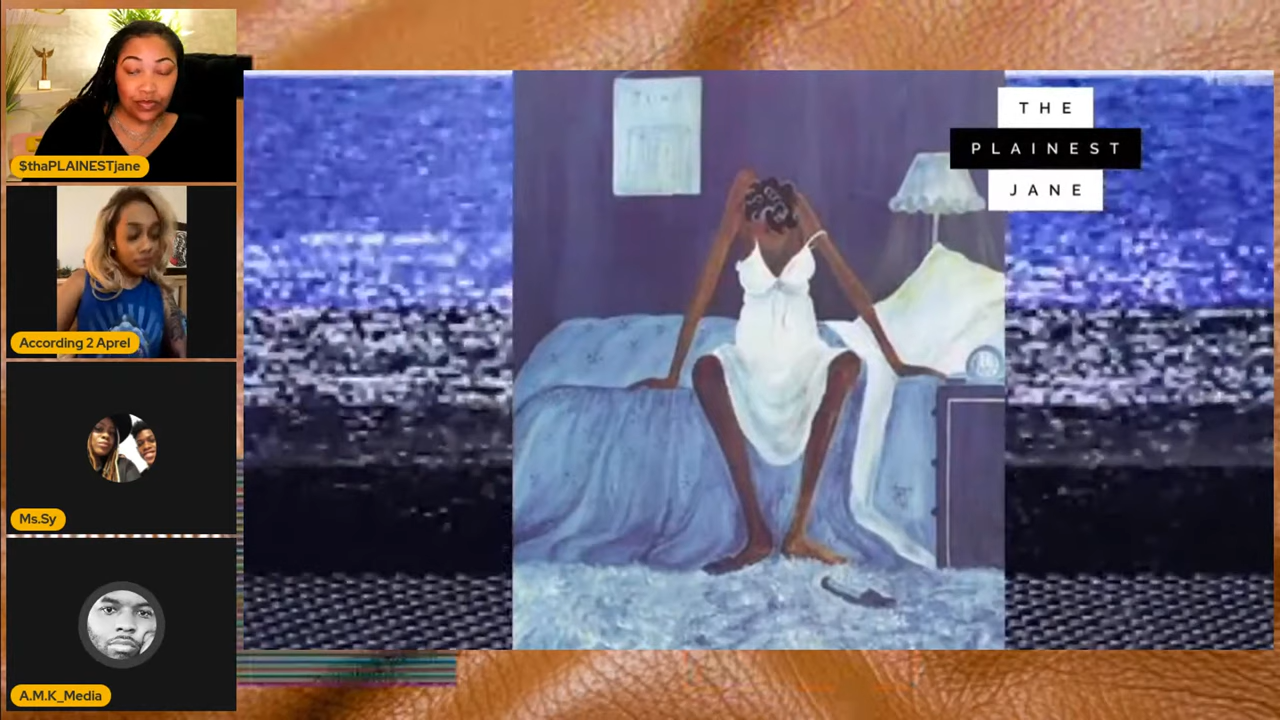 $thaPLAINESTjane
According 2 Aprel
Ms.Sy
A.M.K_Media
THE
PLAINEST
JANE